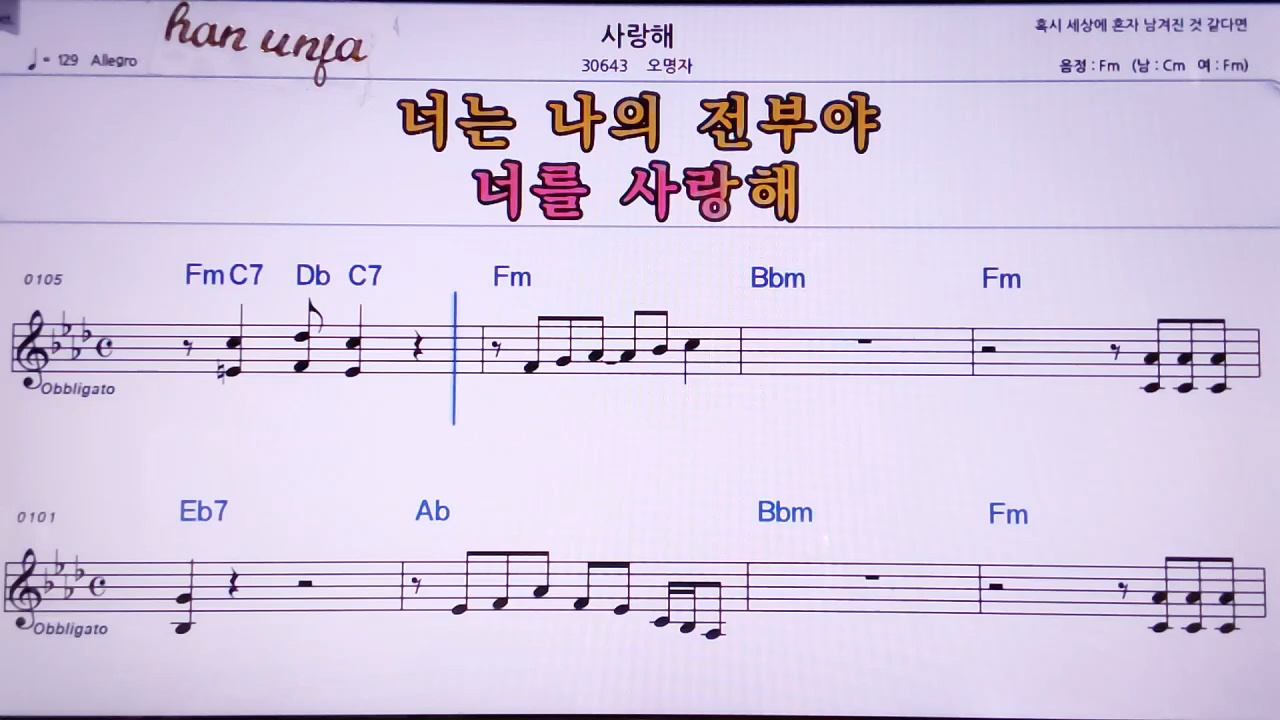 han unja
♩ = 129 Allegro
사랑해
30643 오명자
혹시 세상에 혼자 남겨진 것 같다면
음정 : Fm (남 : Cm 여 : Fm)
너는 나의 전부야
너를 사랑해
0105
Fm C7 Db C7 Fm Bbm Fm
Obbligato
0101
Eb7 Ab Bbm Fm
Obbligato